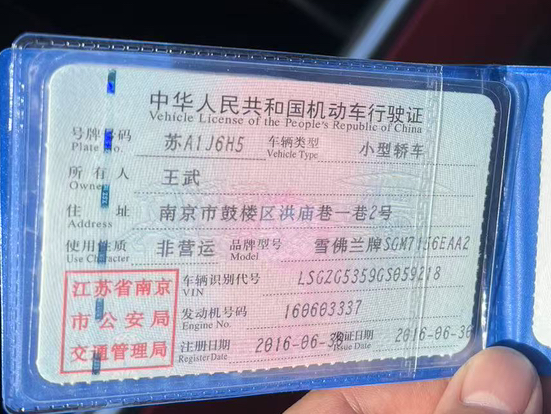 中华人民共和国机动车行驶证
Vehicle License of the People's Republic of China
号牌号码 苏A1J6H5 车辆类型 小型轿车
Plate No. Vehicle Type
所有人 王武
Owner
住址 南京市鼓楼区洪庙巷一巷2号
Address
使用性质 非营运 品牌型号 雪佛兰牌
Use Character Model
江苏省南京 车辆识别代号 LSGZG5359GS059218
VIN
市公安局 发动机号码 160603337
Engine No.
交通管理局 注册日期 2016-06- 发证日期 2016-06-30
Register Date Issue Date